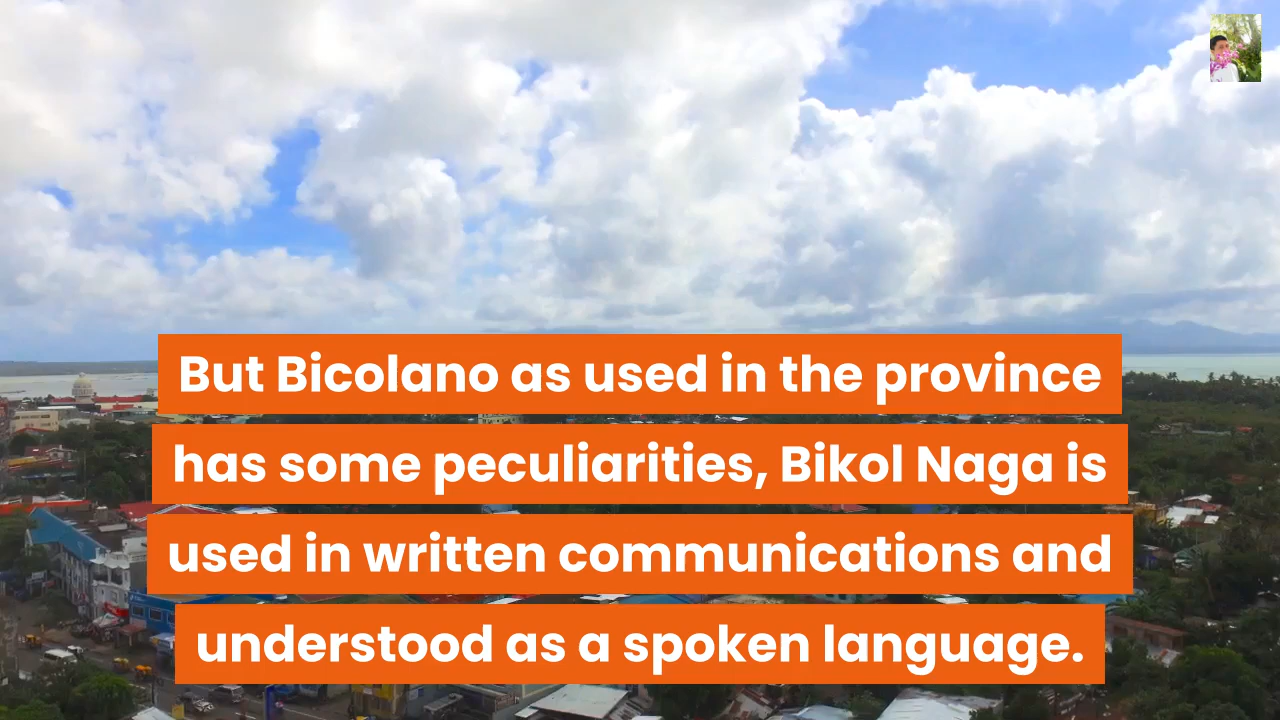 But Bicolano as used in the province
has some peculiarities, Bikol Naga is
used in written communications and
understood as a spoken language.